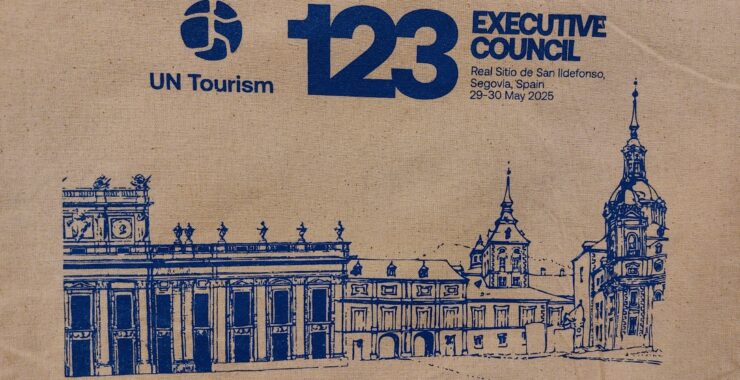 UN Tourism
123
EXECUTIVE
COUNCIL
Real Sitio de San Ildefonso,
Segovia, Spain
29-30 May 2025